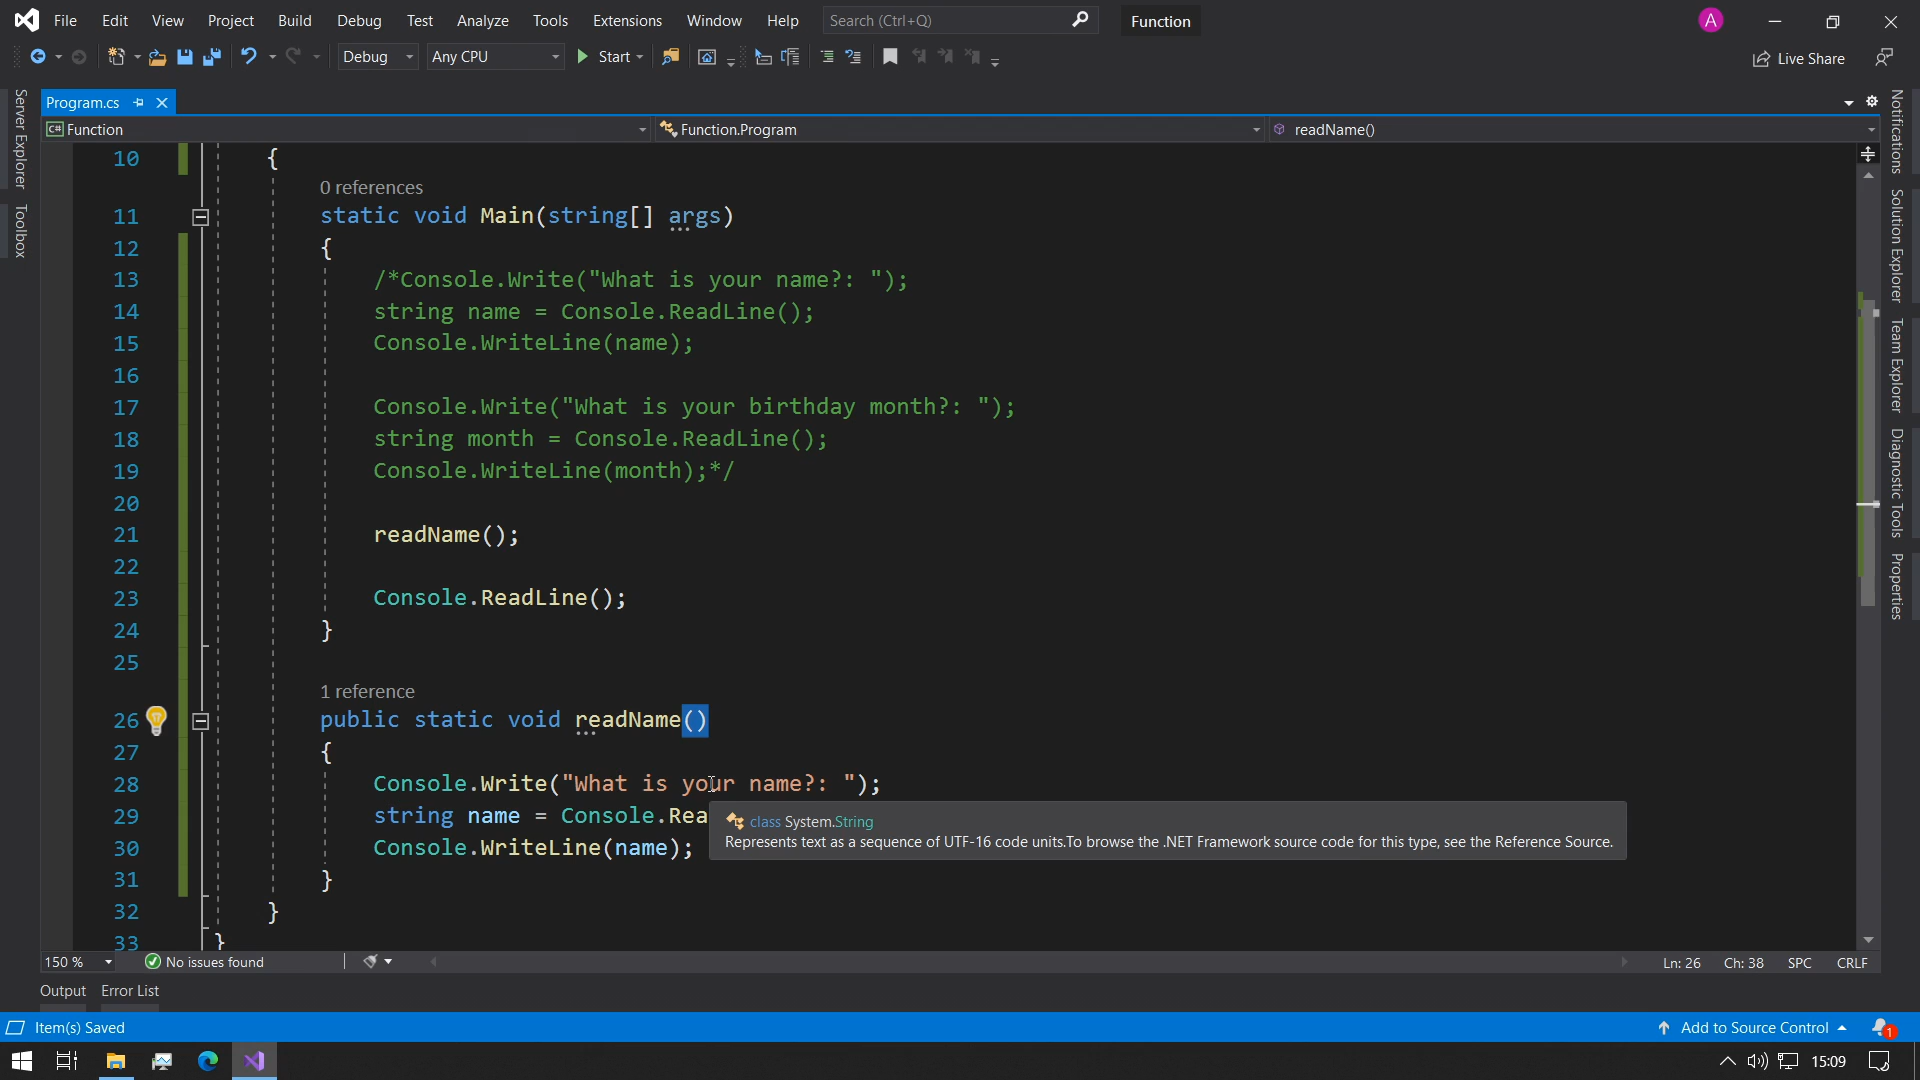 File Edit View Project Build Debug Test Analyze Tools Extensions Window Help Search (Ctrl+Q) Function A
Debug Any CPU Start Live Share
Program.cs
C# Function Function.Program readName()
Server Explorer
Toolbox
Notifications
Solution Explorer
Team Explorer
Diagnostic Tools
Properties
10 {
0 references
11 static void Main(string[] args)
12 {
13 /*Console.Write("What is your name?: ");
14 string name = Console.ReadLine();
15 Console.WriteLine(name);
16
17 Console.Write("What is your birthday month?: ");
18 string month = Console.ReadLine();
19 Console.WriteLine(month);*/
20
21 readName();
22
23 Console.ReadLine();
24 }
25
1 reference
26 public static void readName()
27 {
28 Console.Write("What is your name?: ");
29 string name = Console.Rea
class System.String
Represents text as a sequence of UTF-16 code units.To browse the .NET Framework source code for this type, see the Reference Source.
30 Console.WriteLine(name);
31 }
32 }
33 }
150 % No issues found Ln: 26 Ch: 38 SPC CRLF
Output Error List
Item(s) Saved Add to Source Control 1
15:09